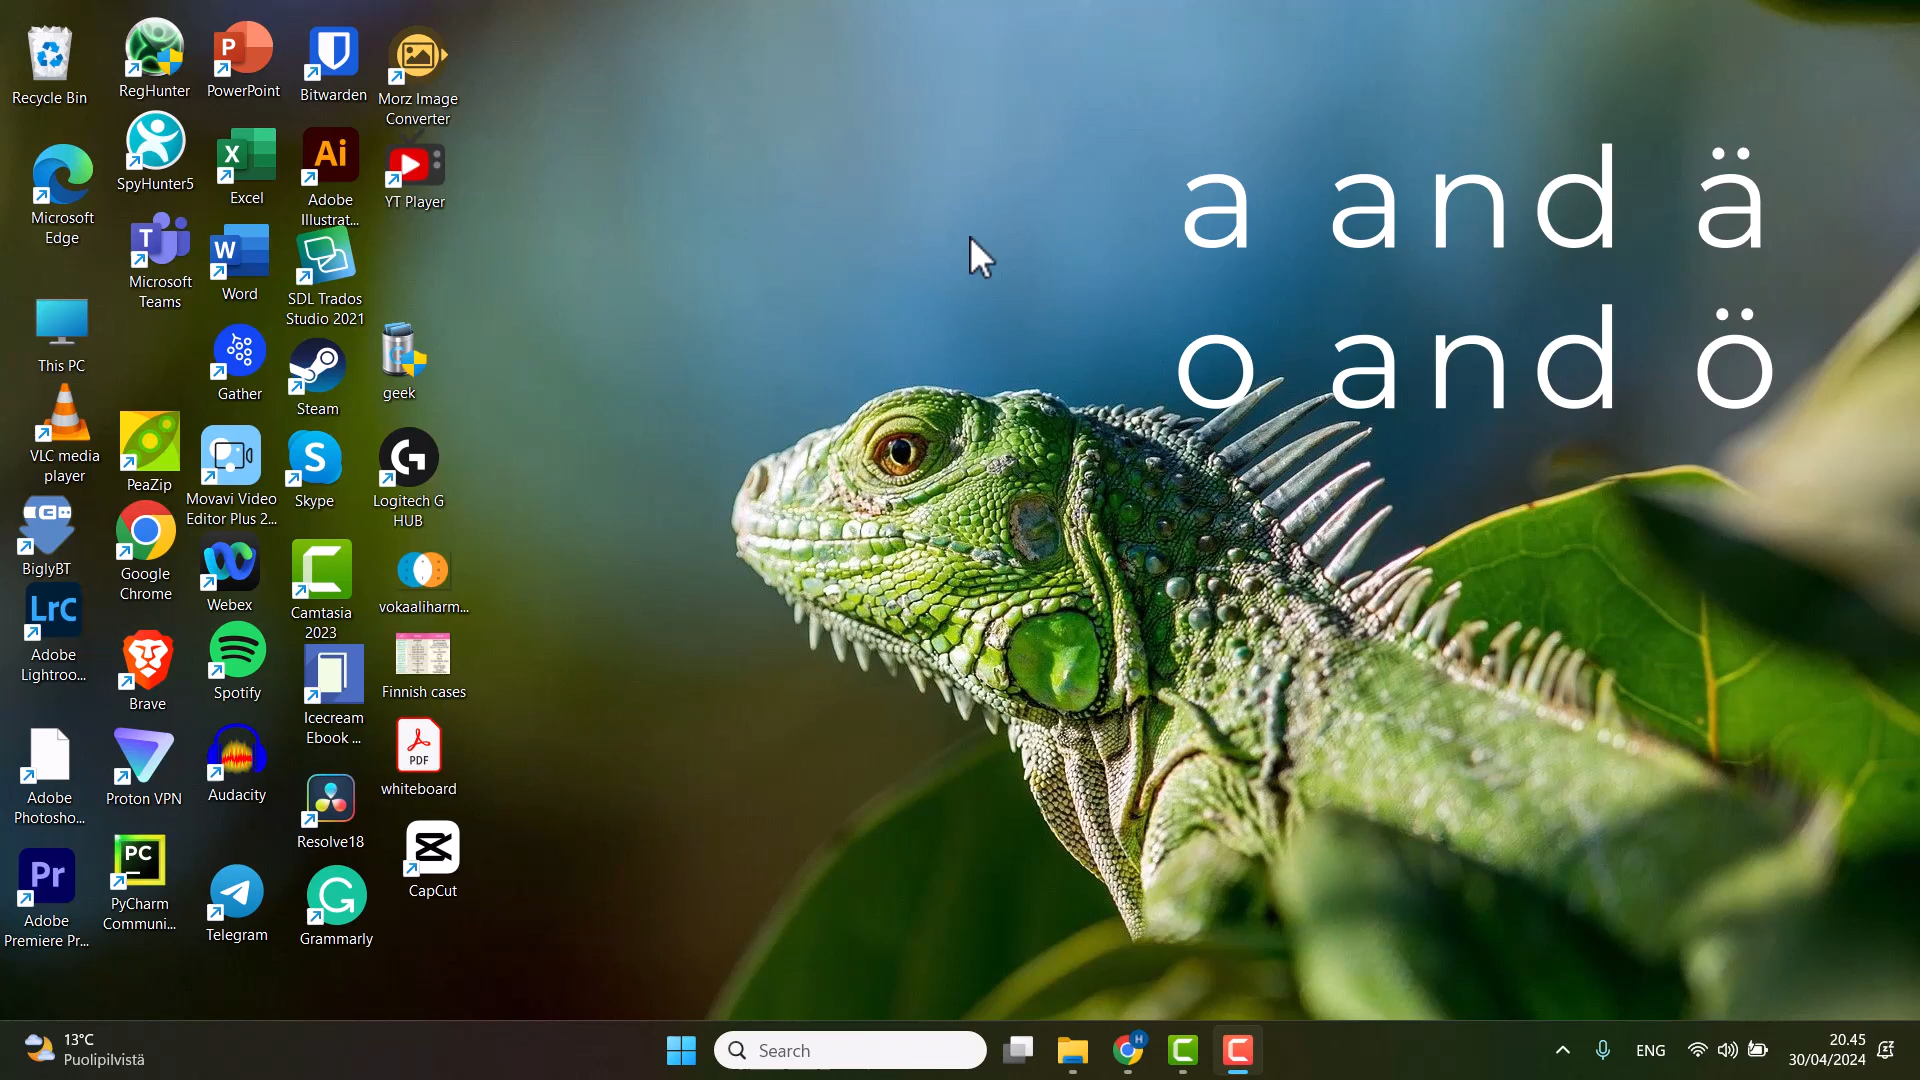 Recycle Bin
RegHunter
PowerPoint
Bitwarden
Morz Image
Converter
a and ä
o and ö
Microsoft
Edge
SpyHunter5
Excel
Adobe
Illustrat...
YT Player
Microsoft
Teams
Word
SDL Trados
Studio 2021
This PC
Gather
Steam
geek
VLC media
player
PeaZip
Movavi Video
Editor Plus 2...
Skype
Logitech G
HUB
BiglyBT
Google
Chrome
Webex
Camtasia
2023
vokaaliharm...
Adobe
Lightroo...
Brave
Spotify
Icecream
Ebook ...
Finnish cases
Adobe
Photosho...
Proton VPN
Audacity
Resolve18
PDF
whiteboard
Adobe
Premiere Pr...
PyCharm
Communi...
Telegram
Grammarly
CapCut
P
X
Ai
T
W
S
G
LrC
Pr
PC
13°C
Puolipilvistä
Search
H
ENG
20.45
30/04/2024